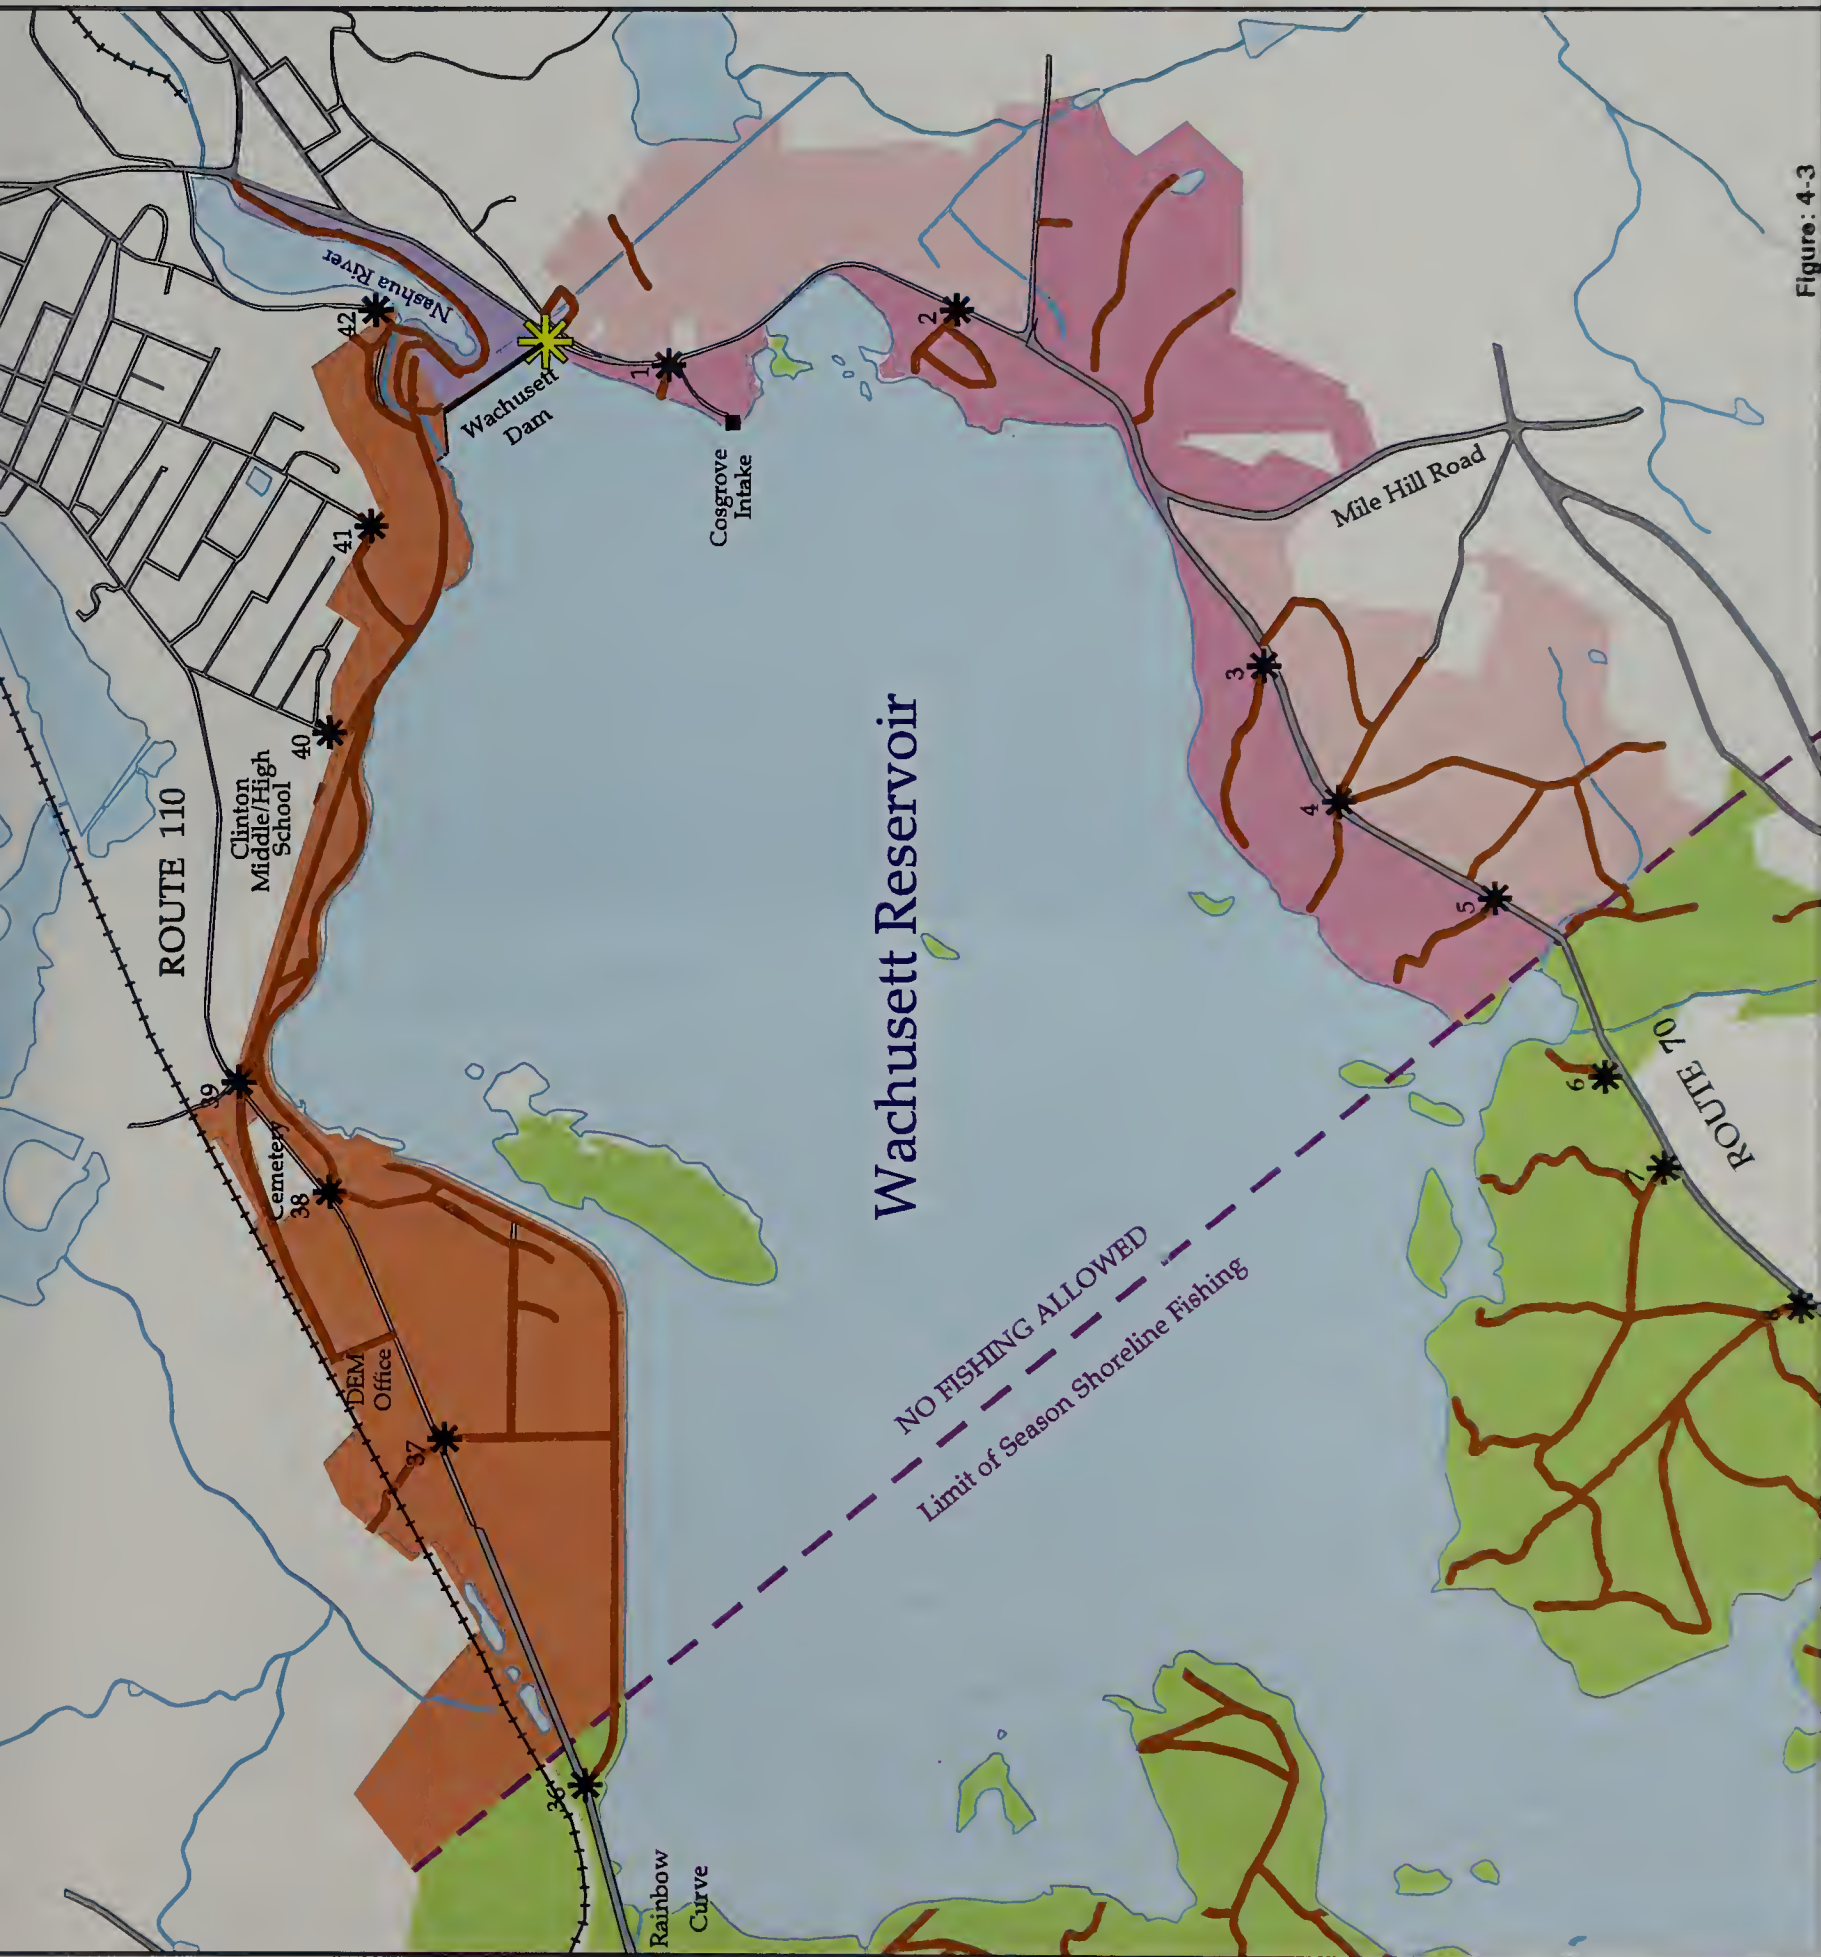 Figure: 4-3
Nashua River
42
Wachusett
Dam
1
2
Cosgrove
Intake
41
Mile Hill Road
3
40
Clinton
Middle/High
School
ROUTE 110
4
5
Wachusett Reservoir
39
Cemetery
38
6
7
ROUTE 70
8
NO FISHING ALLOWED
Limit of Season Shoreline Fishing
DEM
Office
37
36
Rainbow
Curve